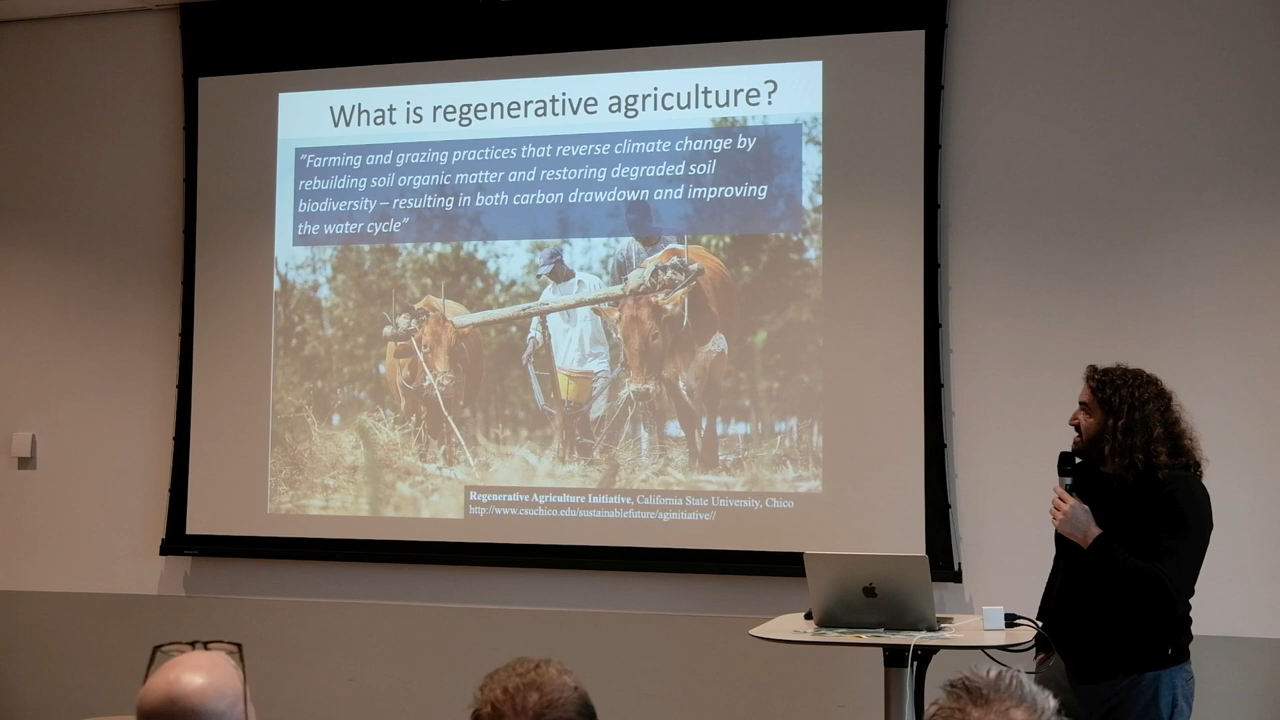 What is regenerative agriculture?
"Farming and grazing practices that reverse climate change by
rebuilding soil organic matter and restoring degraded soil
biodiversity – resulting in both carbon drawdown and improving
the water cycle"
Regenerative Agriculture Initiative, California State University, Chico
http://www.csuchico.edu/sustainablefuture/aginitiative//